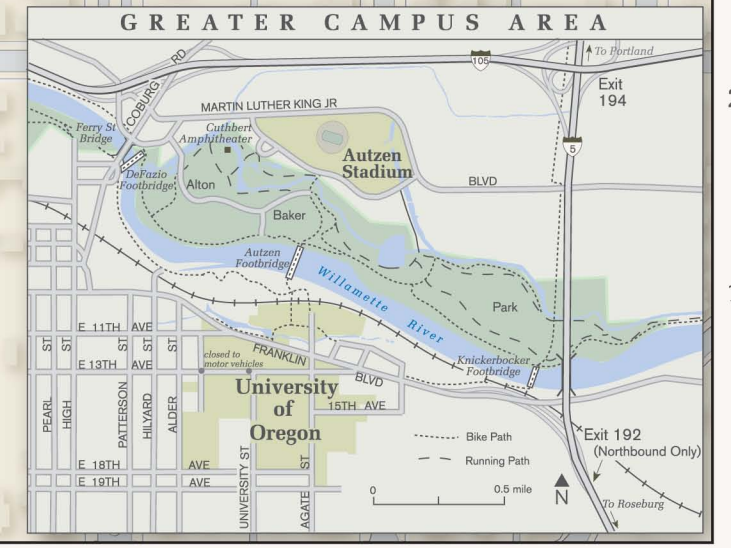 GREATER CAMPUS AREA
To Portland
105
Exit
194
COBURG RD
MARTIN LUTHER KING JR
Ferry St
Bridge
Cuthbert
Amphitheater
5
Autzen
Stadium
DeFazio
Footbridge
Alton
BLVD
Baker
Autzen
Footbridge
Willamette River
Park
E 11TH AVE
FRANKLIN BLVD
closed to
motor vehicles
Knickerbocker
Footbridge
E 13TH AVE
ST
ST
ST
ST
ST
University
of
Oregon
PEARL
HIGH
PATTERSON
HILYARD
ALDER
15TH AVE
Bike Path
Exit 192
(Northbound Only)
E 18TH AVE
Running Path
E 19TH AVE
UNIVERSITY ST
AGATE ST
0
0.5 mile
N
To Roseburg